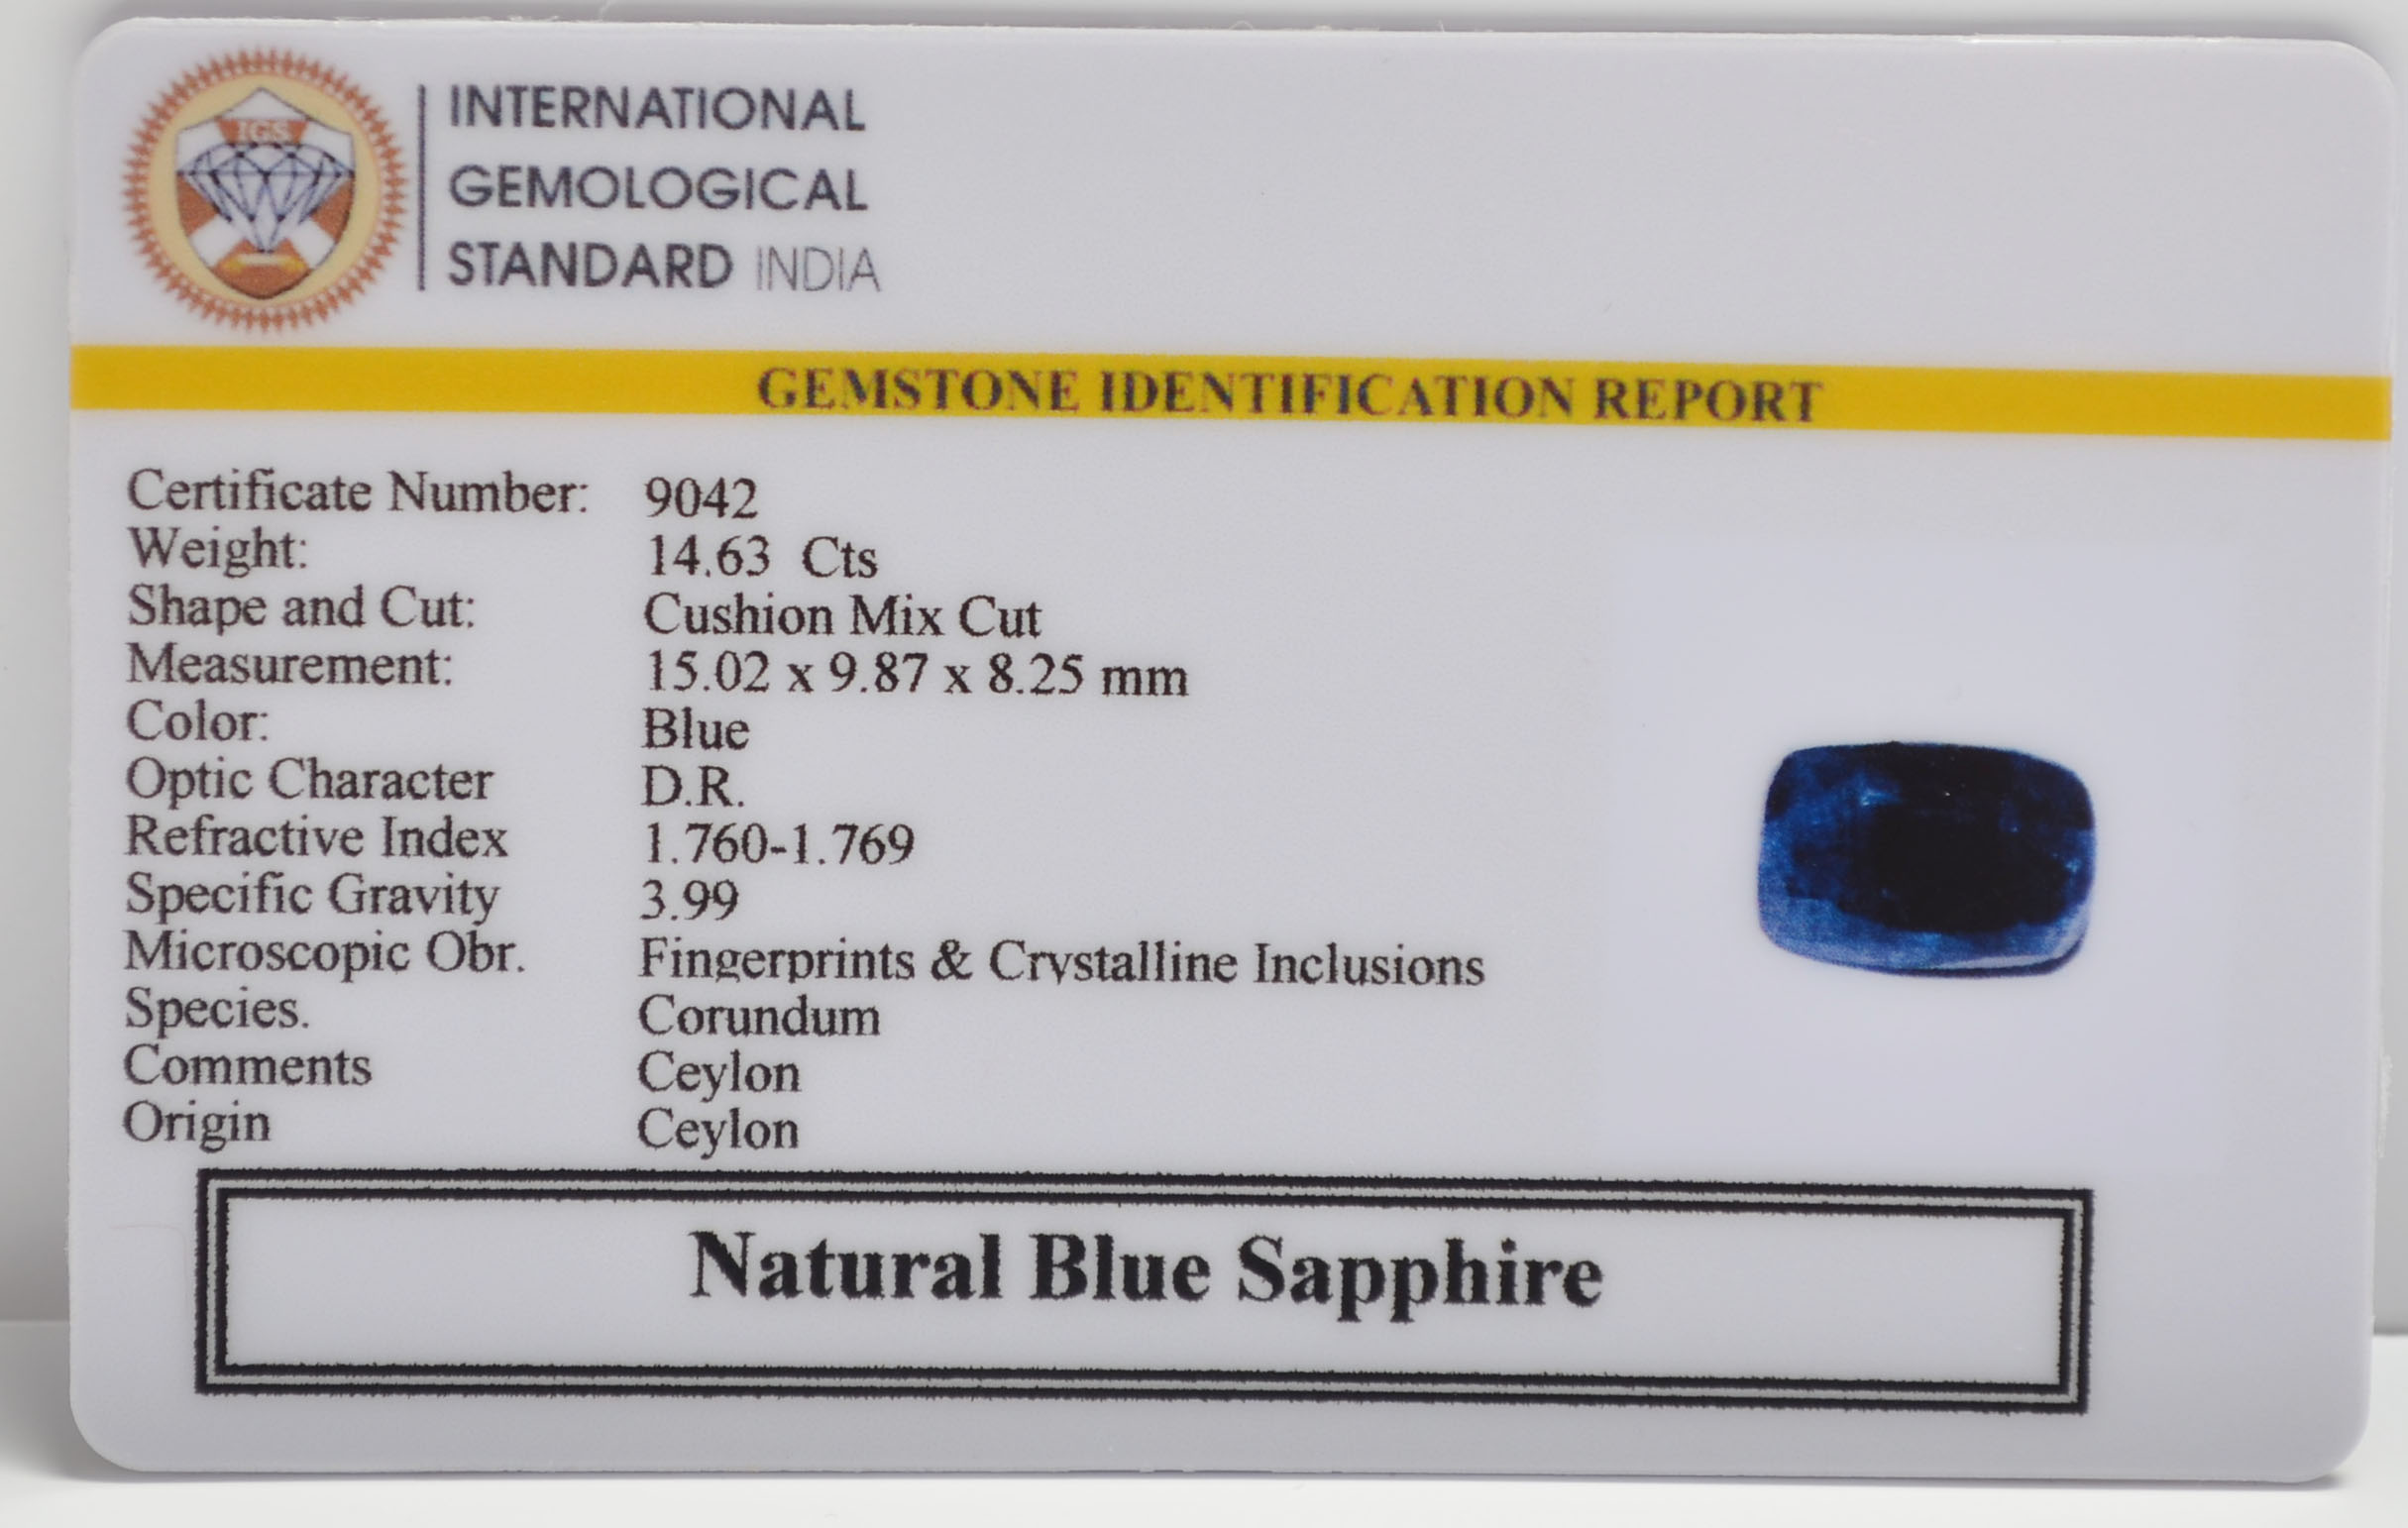 IGS
INTERNATIONAL
GEMOLOGICAL
STANDARD INDIA
GEMSTONE IDENTIFICATION REPORT
Certificate Number: 9042
Weight: 14.63 Cts
Shape and Cut: Cushion Mix Cut
Measurement: 15.02 x 9.87 x 8.25 mm
Color: Blue
Optic Character D.R.
Refractive Index 1.760-1.769
Specific Gravity 3.99
Microscopic Obr. Fingerprints & Crystalline Inclusions
Species. Corundum
Comments Ceylon
Origin Ceylon
Natural Blue Sapphire